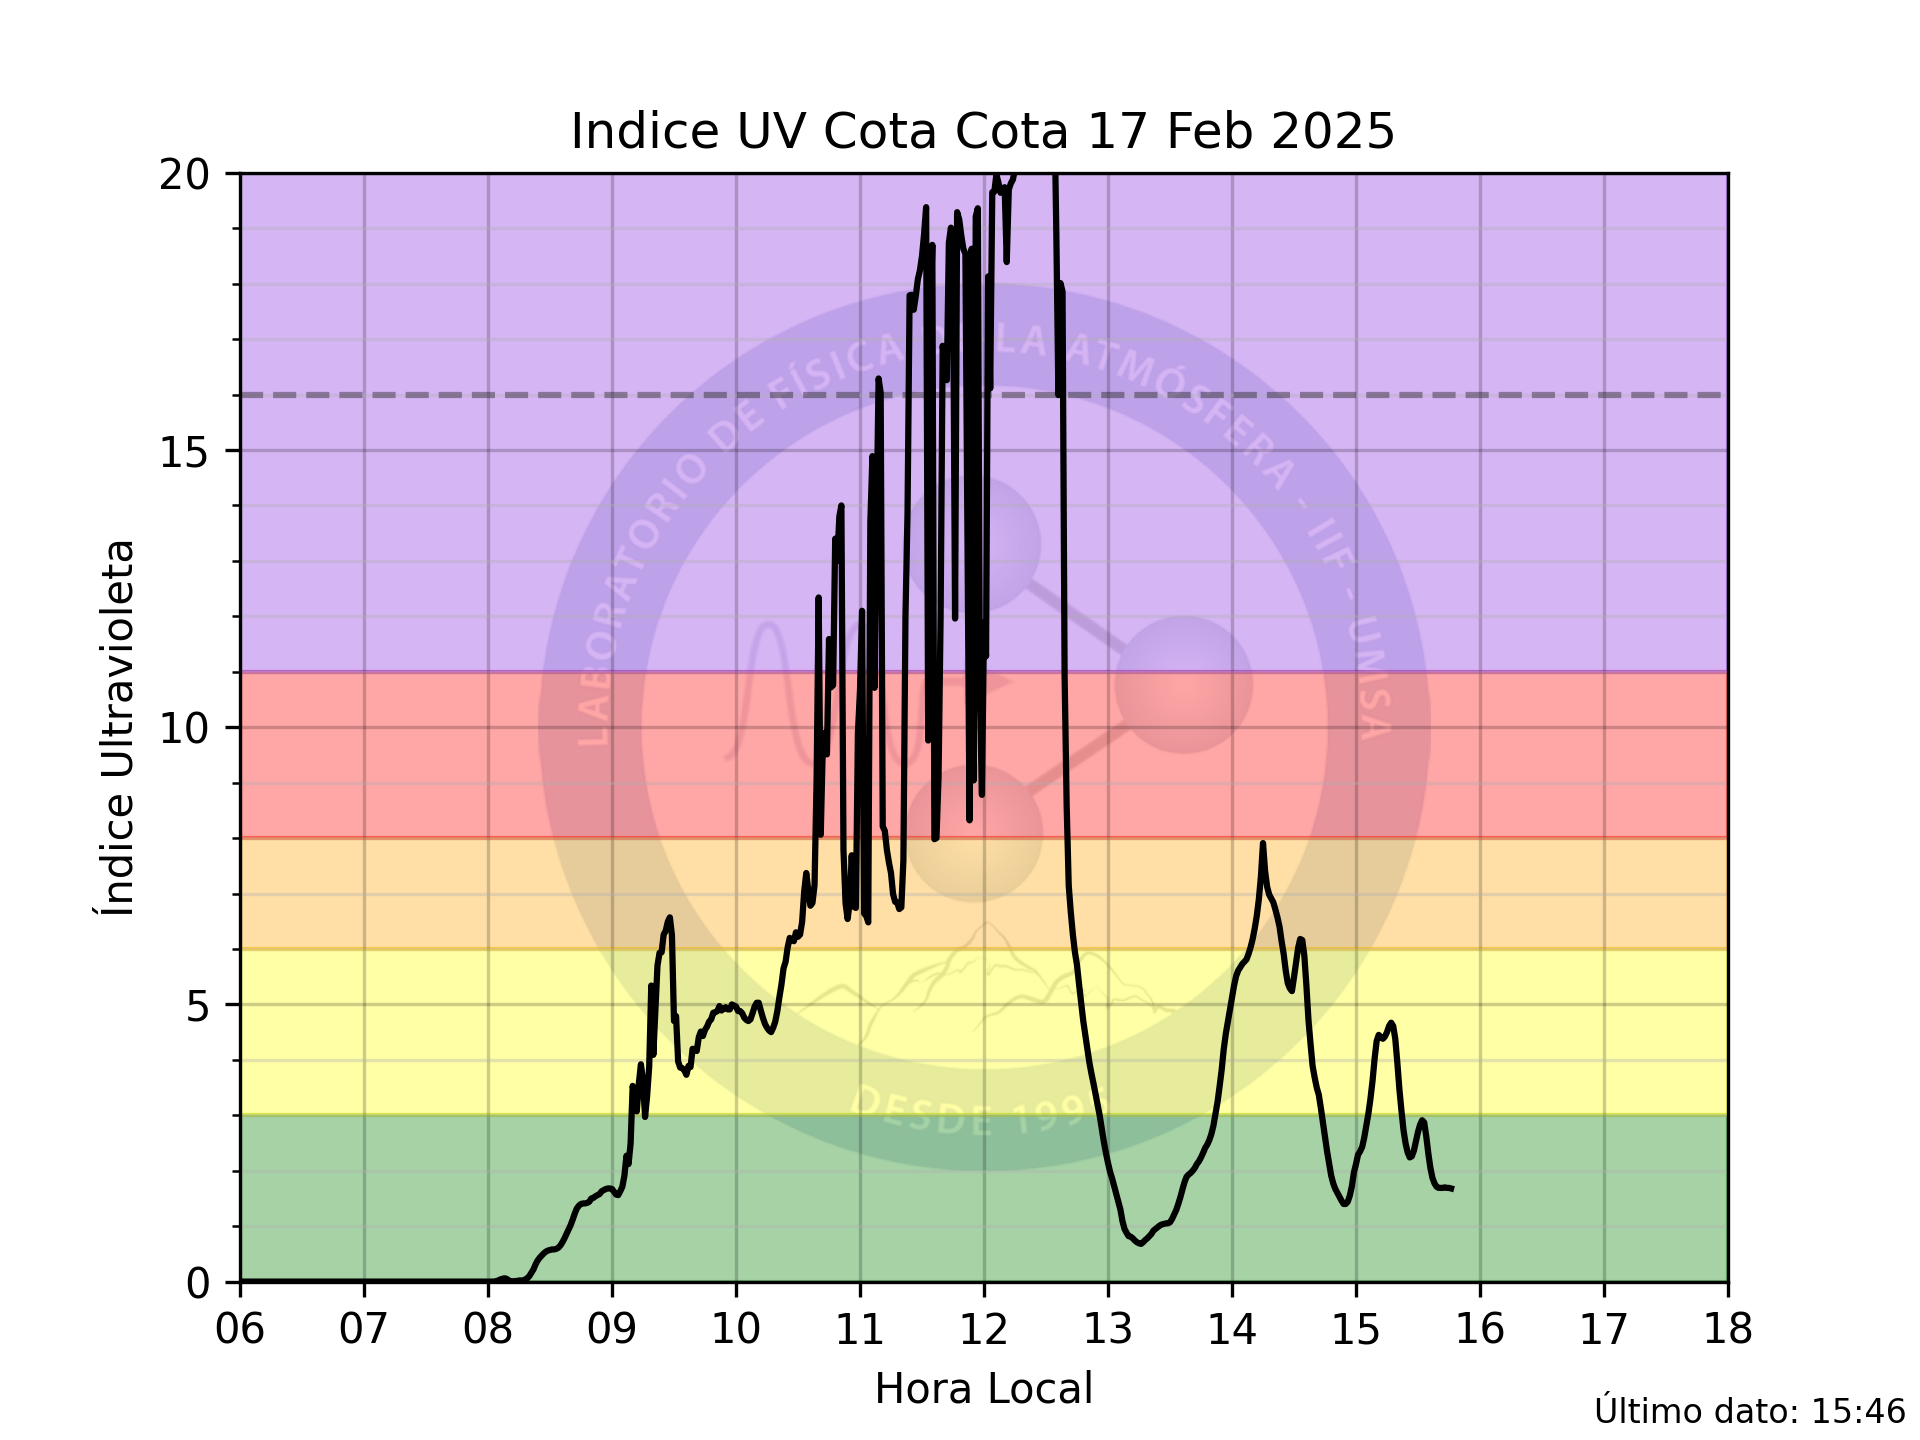 Indice UV Cota Cota 17 Feb 2025
20
15
10
5
0
Índice Ultravioleta
LABORATORIO DE FÍSICA LA ATMÓSFERA - IIF - UMSA
DESDE
06 07 08 09 10 11 12 13 14 15 16 17 18
Hora Local
Último dato: 15:46